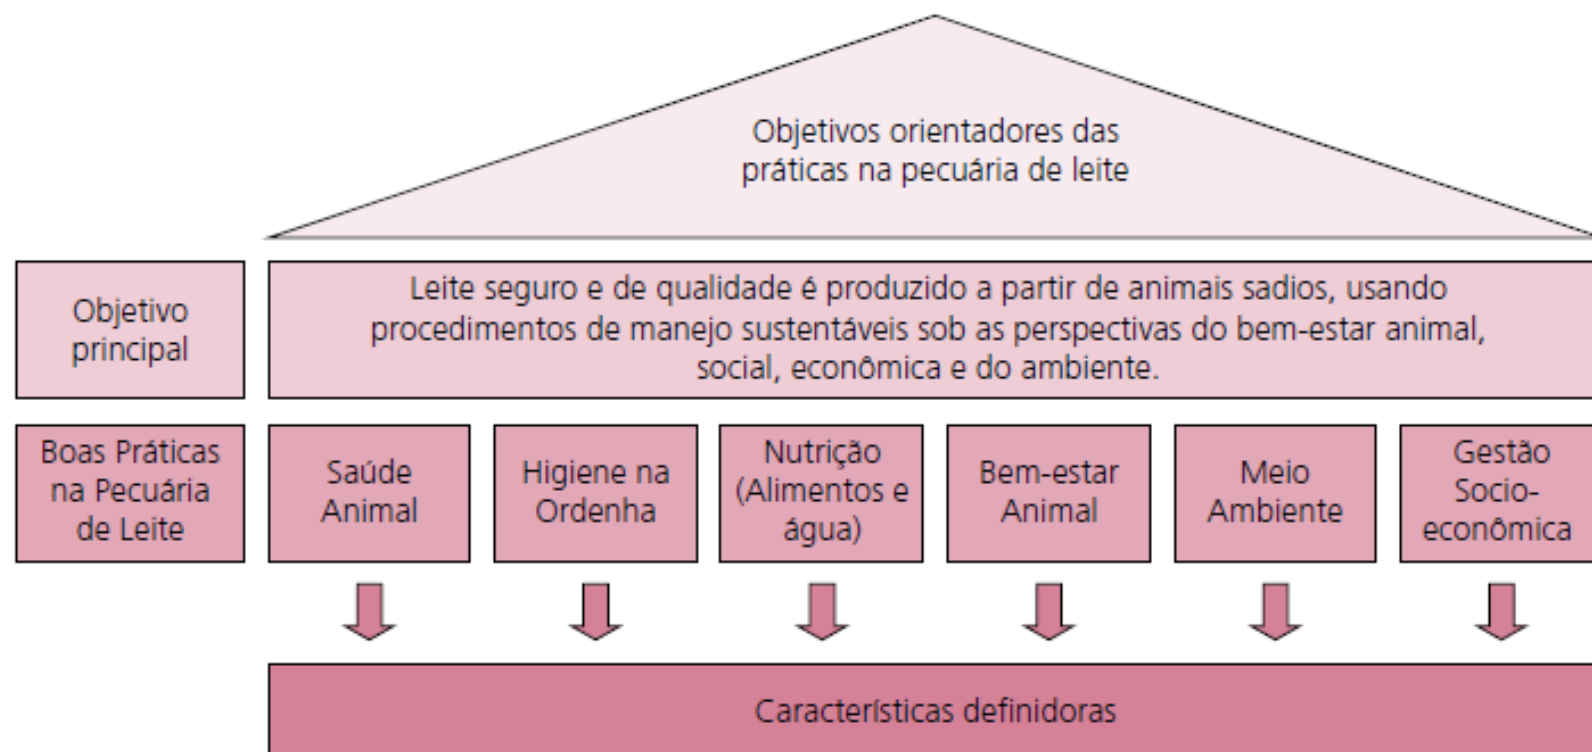 Objetivos orientadores das
práticas na pecuária de leite
Objetivo
principal
Leite seguro e de qualidade é produzido a partir de animais sadios, usando
procedimentos de manejo sustentáveis sob as perspectivas do bem-estar animal,
social, econômica e do ambiente.
Boas Práticas
na Pecuária
de Leite
Saúde
Animal
Higiene na
Ordenha
Nutrição
(Alimentos e
água)
Bem-estar
Animal
Meio
Ambiente
Gestão
Socio-
econômica
Características definidoras